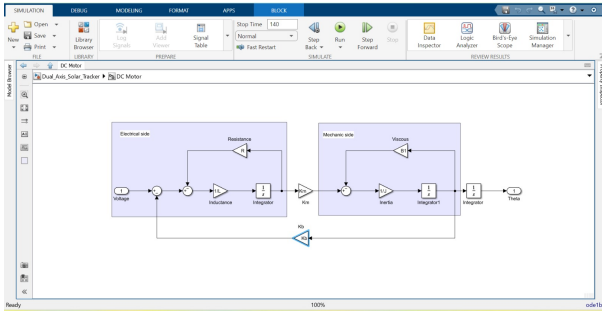 SIMULATION DEBUG MODELING FORMAT APPS BLOCK
New
Open
Save
Print
FILE
Library Browser
LIBRARY
Log Signals
Add Viewer
Signal Table
PREPARE
Stop Time 140
Normal
Fast Restart
Step Back
Run
Step Forward
Stop
SIMULATE
Data Inspector
Logic Analyzer
Bird's-Eye Scope
Simulation Manager
REVIEW RESULTS
Model Browser
DC Motor
Dual_Axis_Solar_Tracker DC Motor
Electrical side
Resistance
R
Mechanic side
Viscous
B1
1
Voltage
1/L
Inductance
1
s
Integrator
Km
Km
1/J
Inertia
1
s
Integrator1
1
s
Integrator
1
Theta
Kb
Kb
Ready 100% ode1b